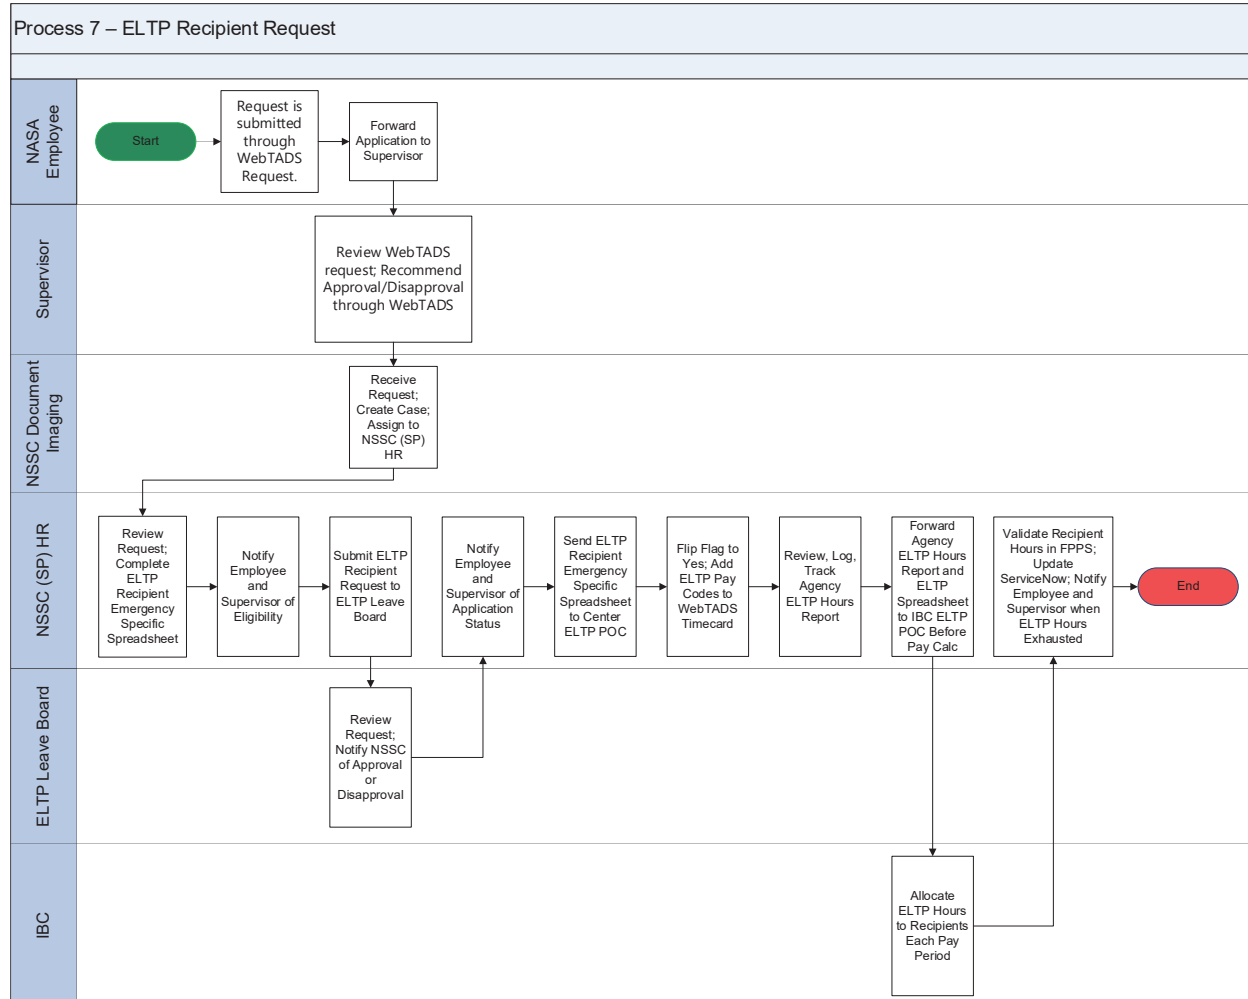 Process 7 – ELTP Recipient Request
NASA
Employee
Start
Request is
submitted
through
WebTADS
Request.
Forward
Application to
Supervisor
Supervisor
Review WebTADS
request; Recommend
Approval/Disapproval
through WebTADS
NSSC Document
Imaging
Receive
Request;
Create Case;
Assign to
NSSC (SP)
HR
NSSC (SP) HR
Review
Request;
Complete
ELTP
Recipient
Emergency
Specific
Spreadsheet
Notify
Employee
and
Supervisor of
Eligibility
Submit ELTP
Recipient
Request to
ELTP Leave
Board
Notify
Employee
and
Supervisor of
Application
Status
Send ELTP
Recipient
Emergency
Specific
Spreadsheet
to Center
ELTP POC
Flip Flag to
Yes; Add
ELTP Pay
Codes to
WebTADS
Timecard
Review, Log,
Track
Agency
ELTP Hours
Report
Forward
Agency
ELTP Hours
Report and
ELTP
Spreadsheet
to IBC ELTP
POC Before
Pay Calc
Validate Recipient
Hours in FPPS;
Update
ServiceNow; Notify
Employee and
Supervisor when
ELTP Hours
Exhausted
End
ELTP Leave Board
Review
Request;
Notify NSSC
of Approval
or
Disapproval
IBC
Allocate
ELTP Hours
to Recipients
Each Pay
Period